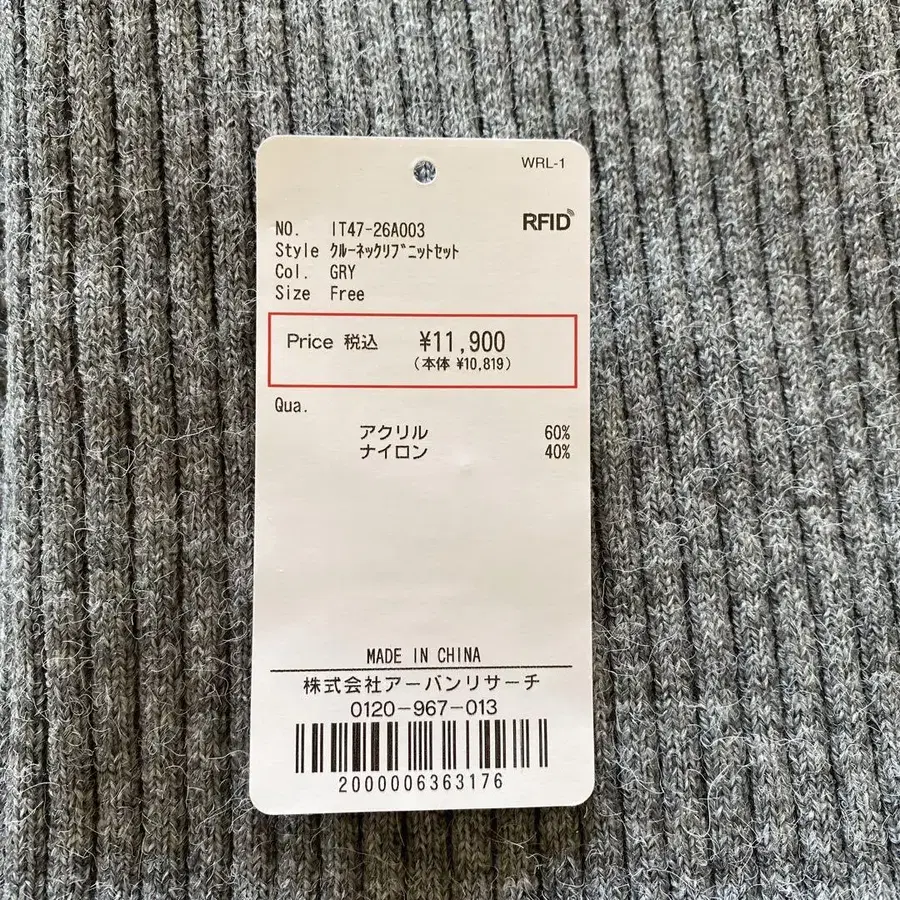 WRL-1
RFID
NO. IT47-26A003
Style ｸﾙｰﾈｯｸﾘﾌﾞﾆｯﾄｾｯﾄ
Col. GRY
Size Free
Price 税込 ¥11,900
(本体 ¥10,819)
Qua.
アクリル 60%
ナイロン 40%
MADE IN CHINA
株式会社アーバンリサーチ
0120-967-013
2000006363176